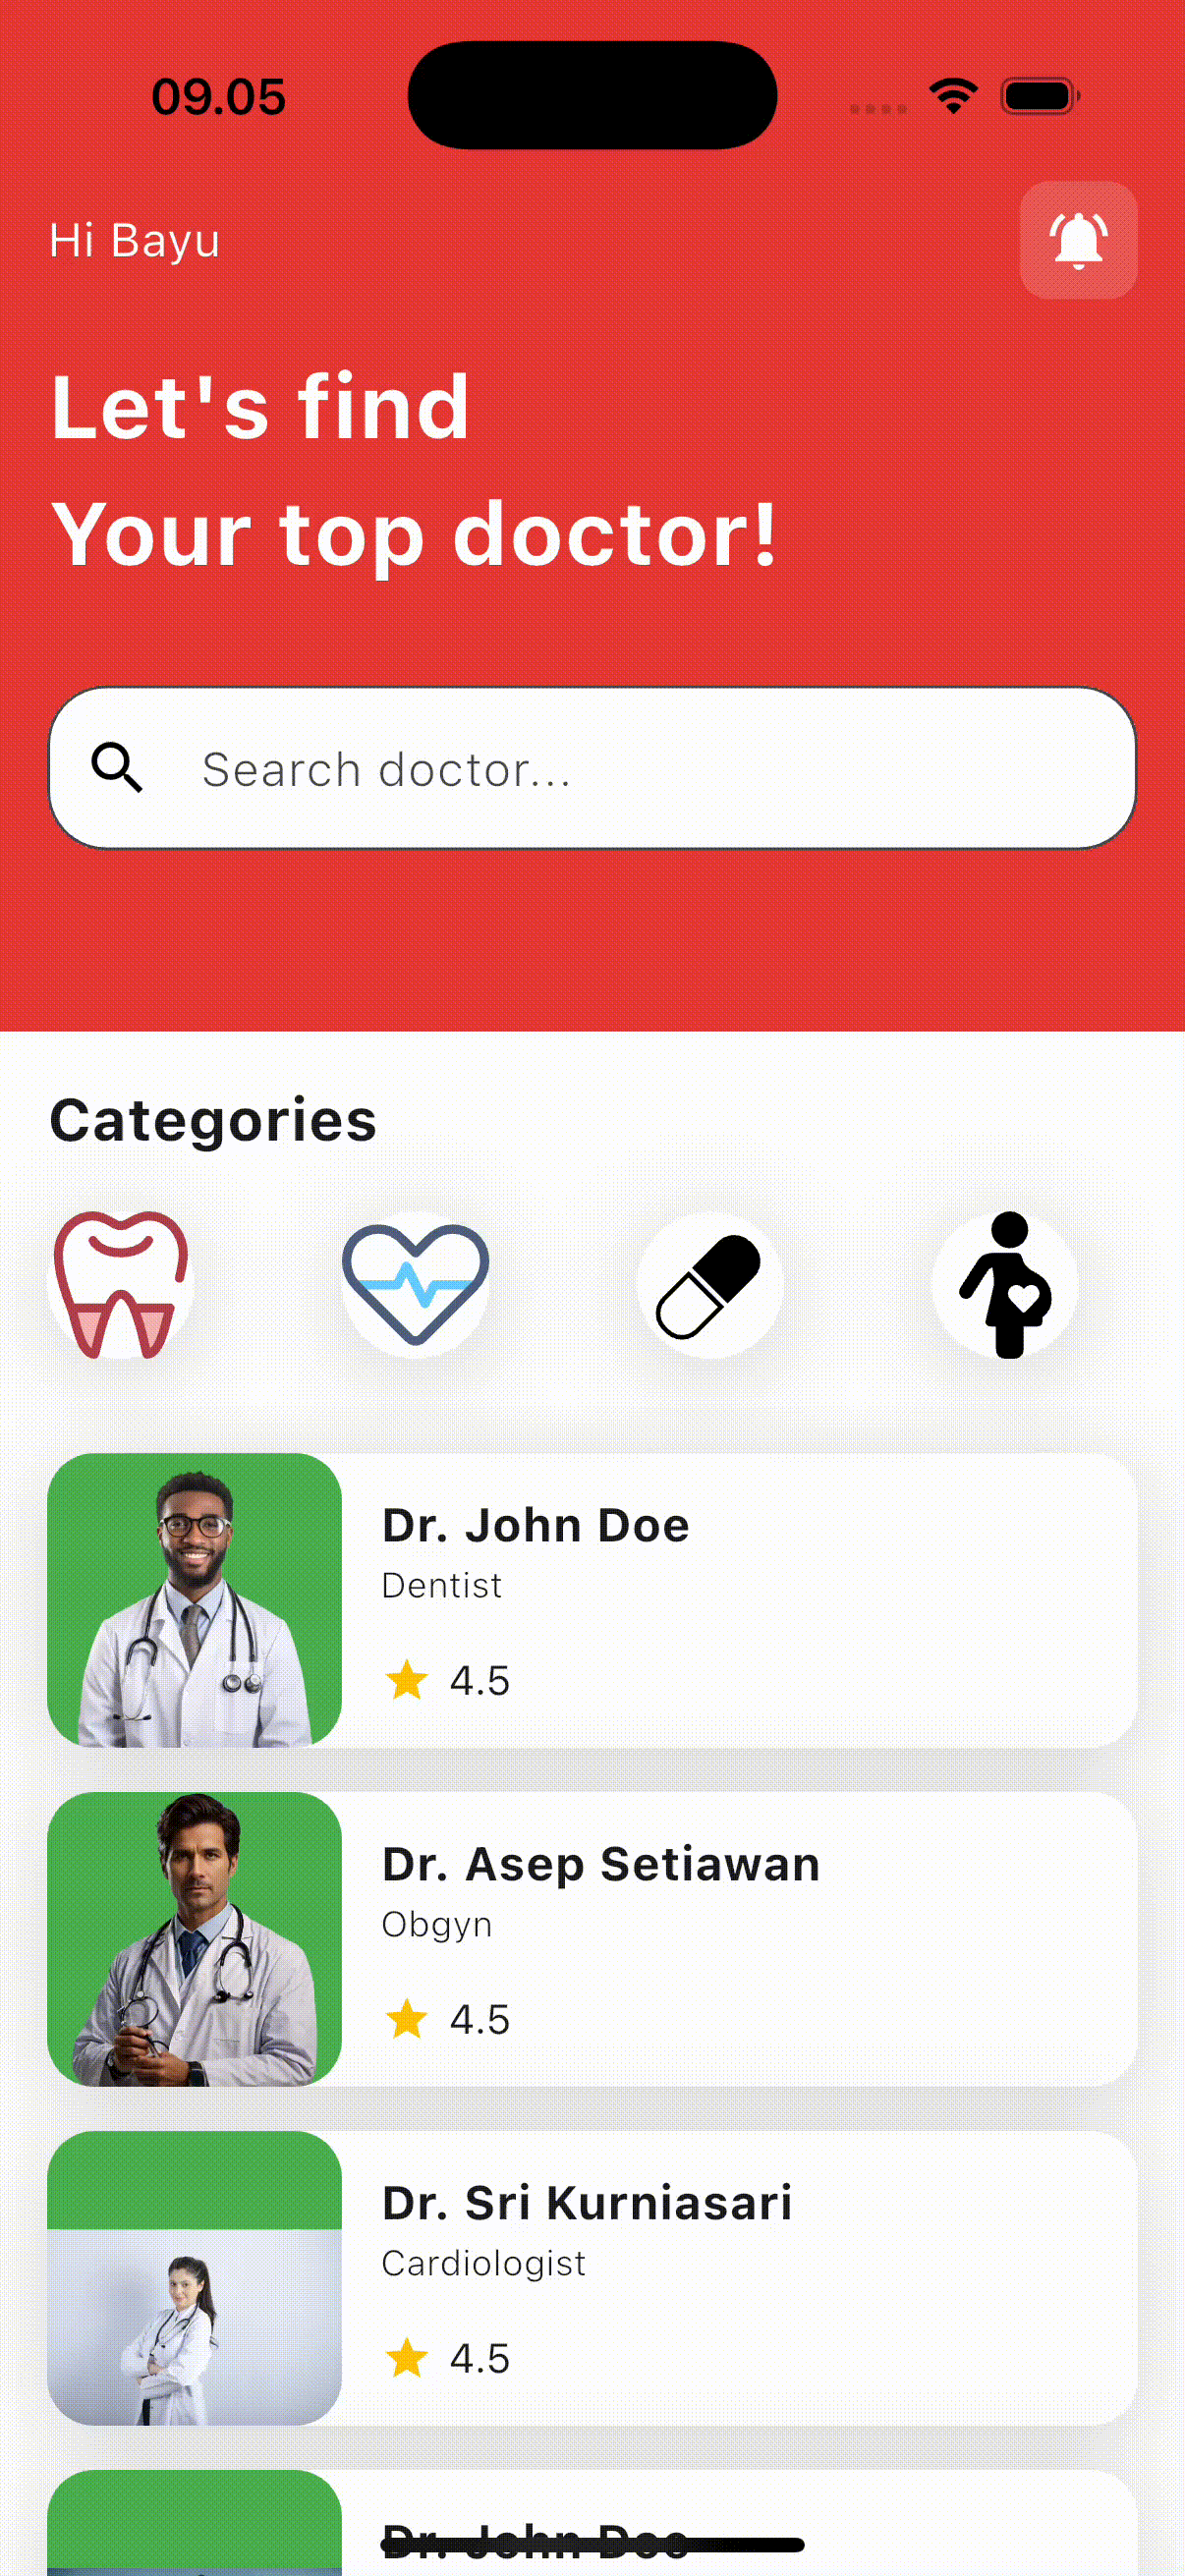 09.05
Hi Bayu
Let's find
Your top doctor!
Search doctor...
Categories
Dr. John Doe
Dentist
4.5
Dr. Asep Setiawan
Obgyn
4.5
Dr. Sri Kurniasari
Cardiologist
4.5
Dr. John Doe